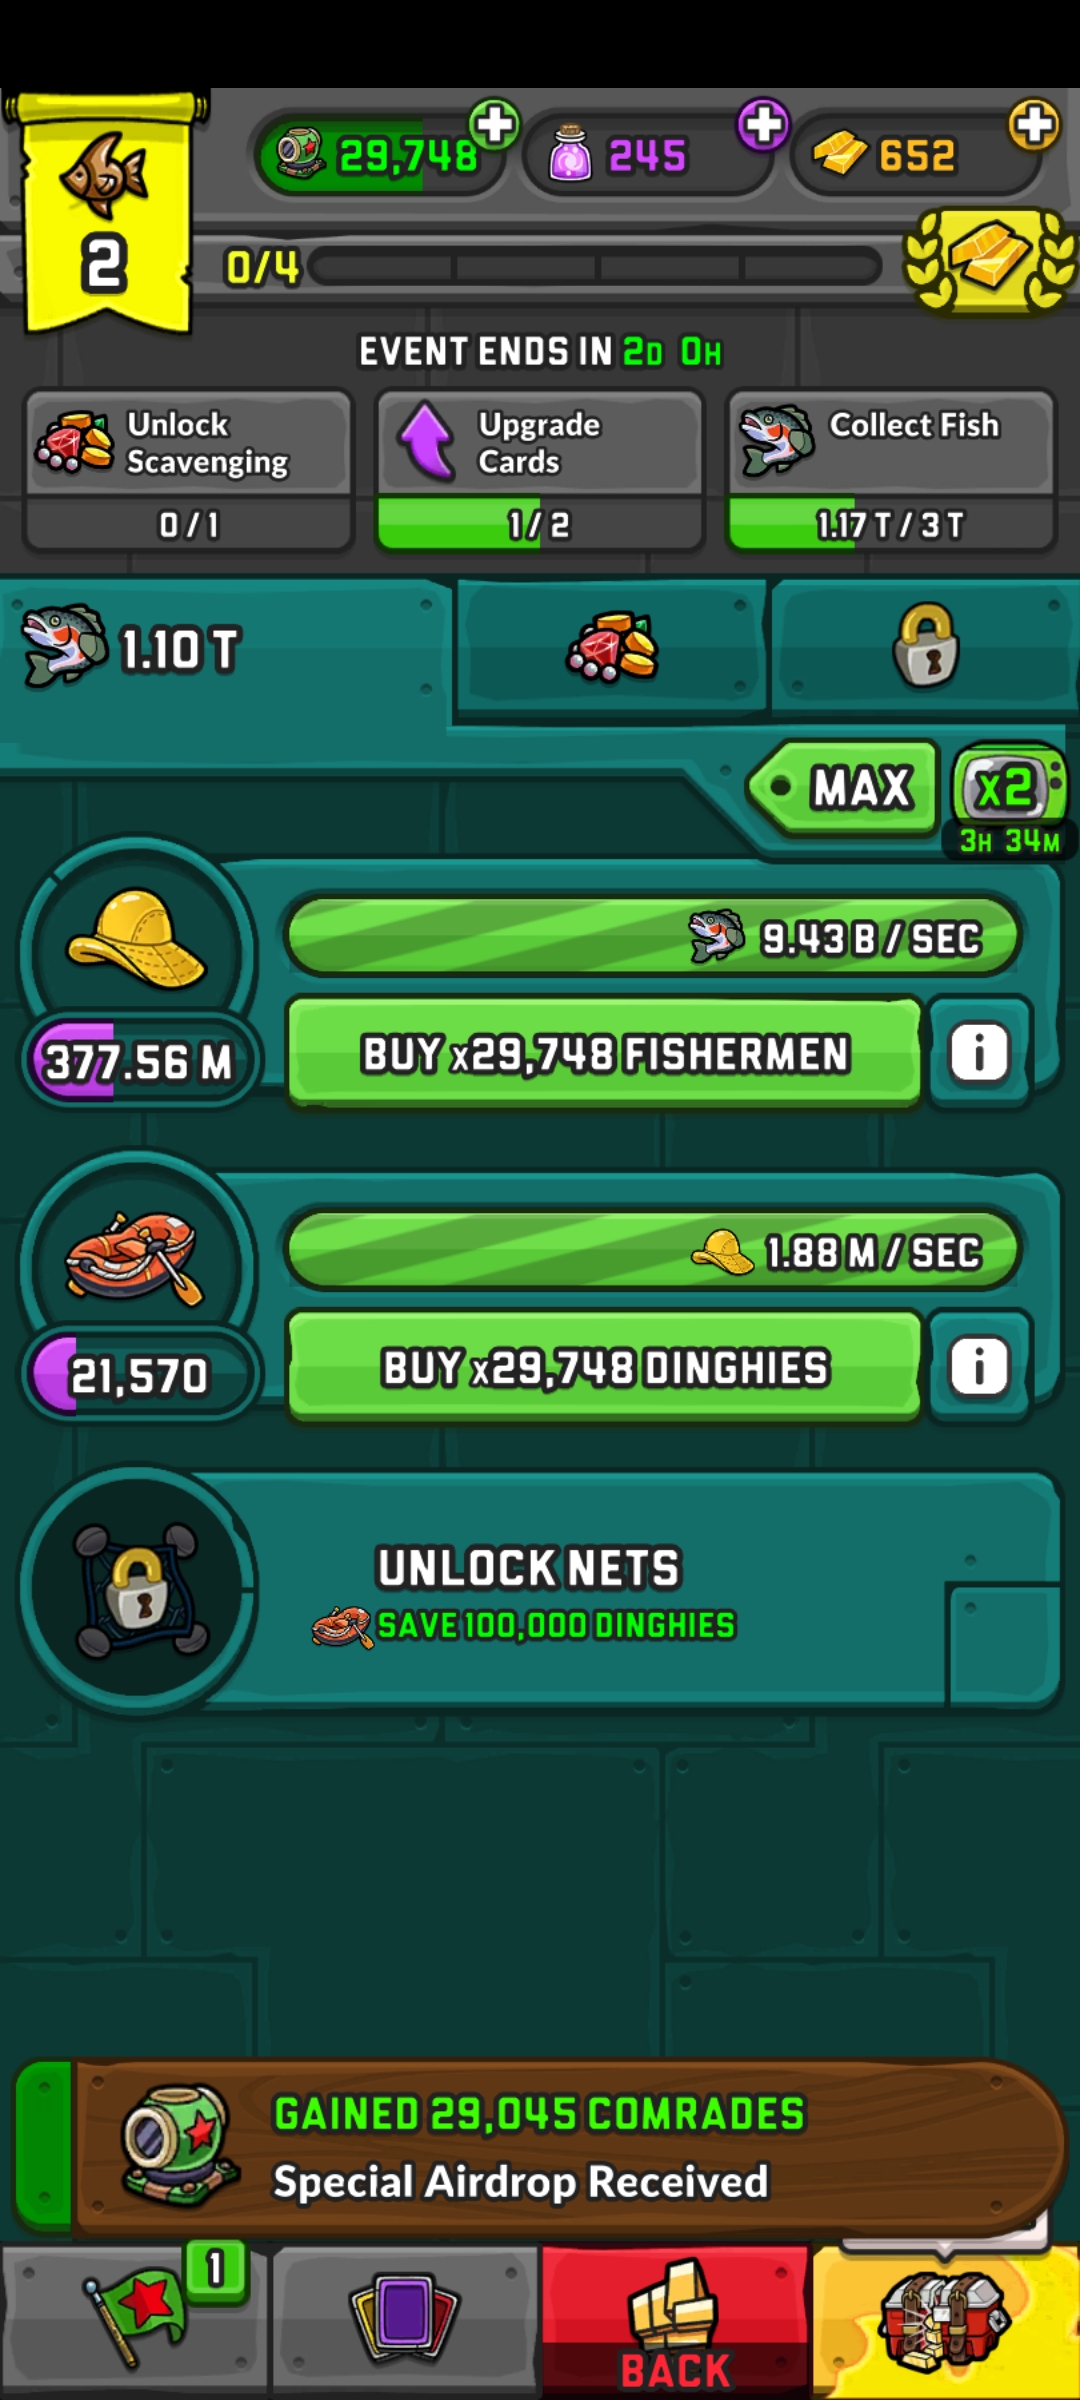 29,748
245
652
2
0/4
EVENT ENDS IN 2D 0H
Unlock
Scavenging
0 / 1
Upgrade
Cards
1 / 2
Collect Fish
1.17 T / 3 T
1.10 T
MAX
x2
3H 34M
9.43 B / SEC
377.56 M
BUY x29,748 FISHERMEN
i
1.88 M / SEC
21,570
BUY x29,748 DINGHIES
i
UNLOCK NETS
SAVE 100,000 DINGHIES
GAINED 29,045 COMRADES
Special Airdrop Received
1
BACK